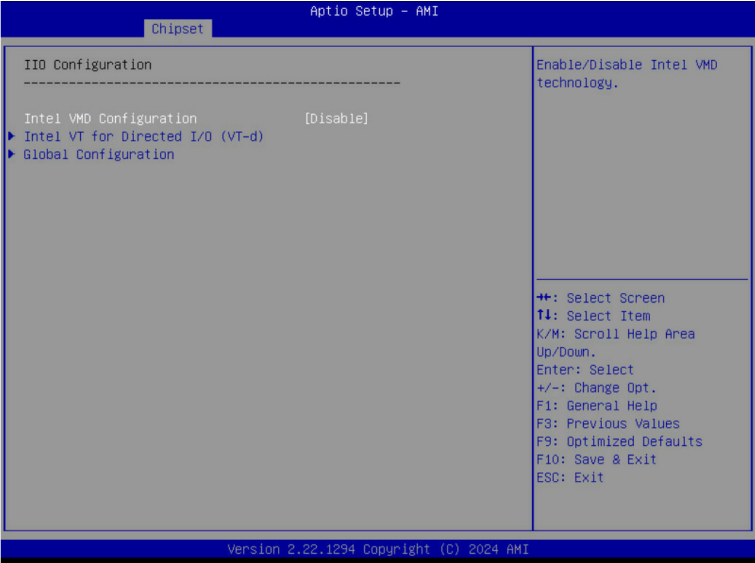 Aptio Setup – AMI
Chipset
IIO Configuration
--------------------------------------------------
Intel VMD Configuration [Disable]
Intel VT for Directed I/O (VT-d)
Global Configuration
Enable/Disable Intel VMD
technology.
→←: Select Screen
↑↓: Select Item
K/M: Scroll Help Area
Up/Down.
Enter: Select
+/-: Change Opt.
F1: General Help
F3: Previous Values
F9: Optimized Defaults
F10: Save & Exit
ESC: Exit
Version 2.22.1294 Copyright (C) 2024 AMI